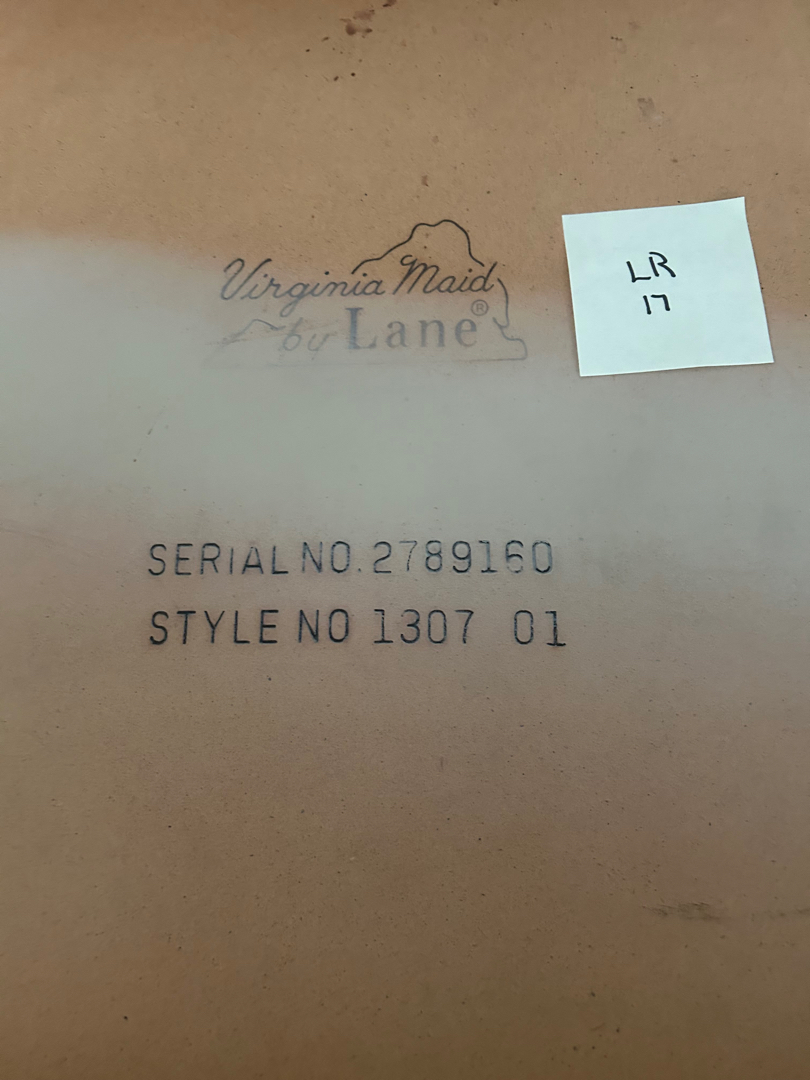 Virginia Maid
by Lane®
LR
17
SERIAL NO. 2789160
STYLE NO 1307 01